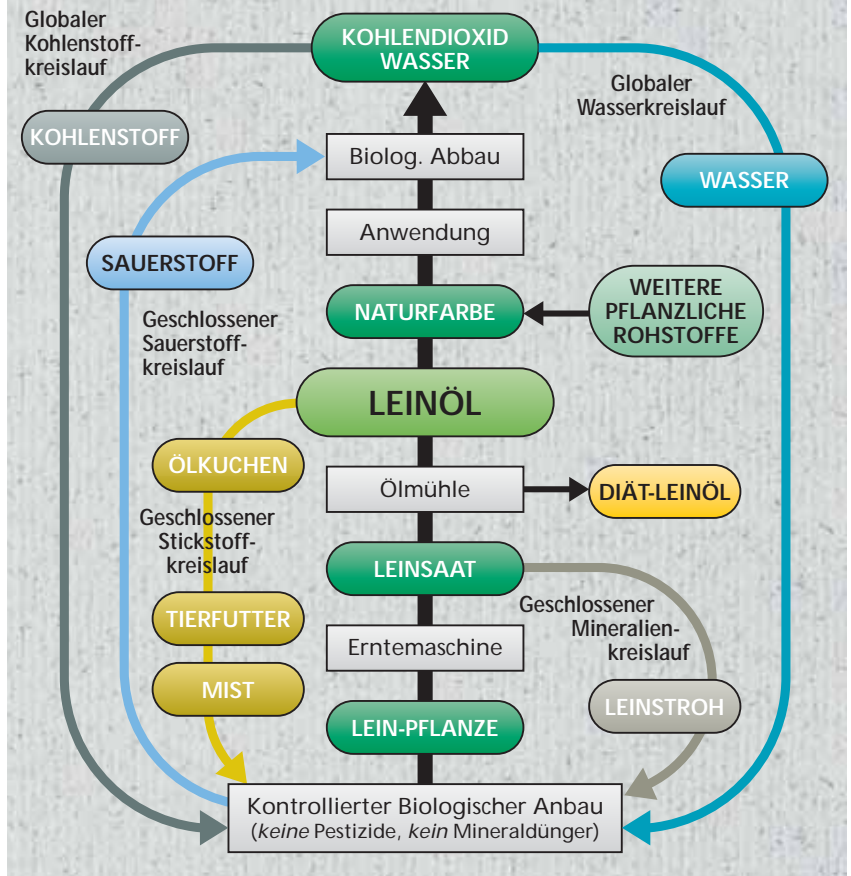 Globaler
Kohlenstoff-
kreislauf
KOHLENDIOXID
WASSER
Globaler
Wasserkreislauf
KOHLENSTOFF
Biolog. Abbau
WASSER
Anwendung
SAUERSTOFF
NATURFARBE
WEITERE
PFLANZLICHE
ROHSTOFFE
Geschlossener
Sauerstoff-
kreislauf
LEINÖL
ÖLKUCHEN
Ölmühle
DIÄT-LEINÖL
Geschlossener
Stickstoff-
kreislauf
LEINSAAT
Geschlossener
Mineralien-
kreislauf
TIERFUTTER
Erntemaschine
MIST
LEINSTROH
LEIN-PFLANZE
Kontrollierter Biologischer Anbau
(keine Pestizide, kein Mineraldünger)